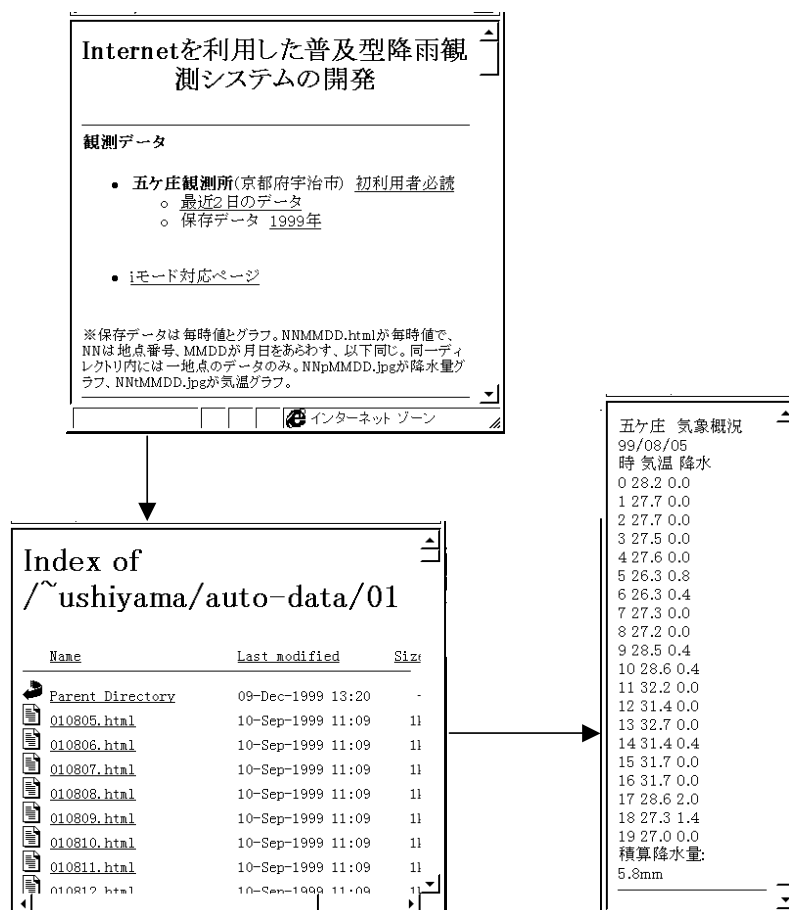 Internetを利用した普及型降雨観
測システムの開発
観測データ
五ケ庄観測所(京都府宇治市) 初利用者必読
最近2日のデータ
保存データ 1999年
iモード対応ページ
※保存データは毎時値とグラフ。NNMMDD.htmlが毎時値で、
NNは地点番号、MMDDが月日をあらわす、以下同じ。同一ディ
レクトリ内には一地点のデータのみ。NNpMMDD.jpgが降水量グ
ラフ、NNtMMDD.jpgが気温グラフ。
インターネット ゾーン
Index of
/~ushiyama/auto-data/01
Name Last modified Size
Parent Directory 09-Dec-1999 13:20 -
010805.html 10-Sep-1999 11:09 1k
010806.html 10-Sep-1999 11:09 1k
010807.html 10-Sep-1999 11:09 1k
010808.html 10-Sep-1999 11:09 1k
010809.html 10-Sep-1999 11:09 1k
010810.html 10-Sep-1999 11:09 1k
010811.html 10-Sep-1999 11:09 1k
010812.html 10-Sep-1999 11:09 1k
五ケ庄 気象概況
99/08/05
時 気温 降水
0 28.2 0.0
1 27.7 0.0
2 27.7 0.0
3 27.5 0.0
4 27.6 0.0
5 26.3 0.8
6 26.3 0.4
7 27.3 0.0
8 27.2 0.0
9 28.5 0.4
10 28.6 0.4
11 32.2 0.0
12 31.4 0.0
13 32.7 0.0
14 31.4 0.4
15 31.7 0.0
16 31.7 0.0
17 28.6 2.0
18 27.3 1.4
19 27.0 0.0
積算降水量:
5.8mm